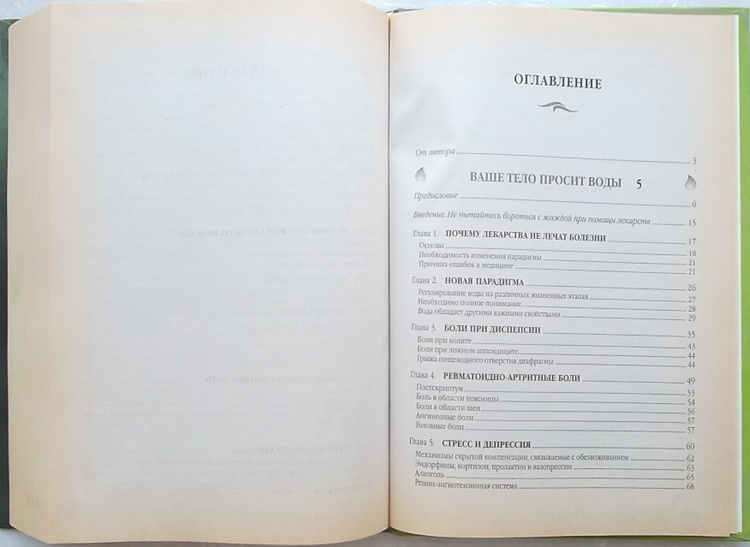 ОГЛАВЛЕНИЕ
От автора 3
ВАШЕ ТЕЛО ПРОСИТ ВОДЫ 5
Предисловие 6
Введение. Не пытайтесь бороться с жаждой при помощи лекарств 15
Глава 1. ПОЧЕМУ ЛЕКАРСТВА НЕ ЛЕЧАТ БОЛЕЗНИ 17
Основы 18
Необходимость изменения парадигмы 21
Причина ошибок в медицине 21
Глава 2. НОВАЯ ПАРАДИГМА 26
Регулирование воды на различных жизненных этапах 27
Необходимо полное понимание 28
Вода обладает другими важными свойствами 29
Глава 3. БОЛИ ПРИ ДИСПЕПСИИ 35
Боли при колите 43
Боли при ложном аппендиците 44
Грыжа пищеводного отверстия диафрагмы 44
Глава 4. РЕВМАТОИДНО-АРТРИТНЫЕ БОЛИ 49
Постскриптум 53
Боль в области поясницы 54
Боли в области шеи 56
Ангинозные боли 57
Головные боли 57
Глава 5. СТРЕСС И ДЕПРЕССИЯ 60
Механизмы скрытой компенсации, связываемые с обезвоживанием 62
Эндорфины, кортизон, пролактин и вазопрессин 63
Алкоголь 65
Ренин-ангиотензинная система 68